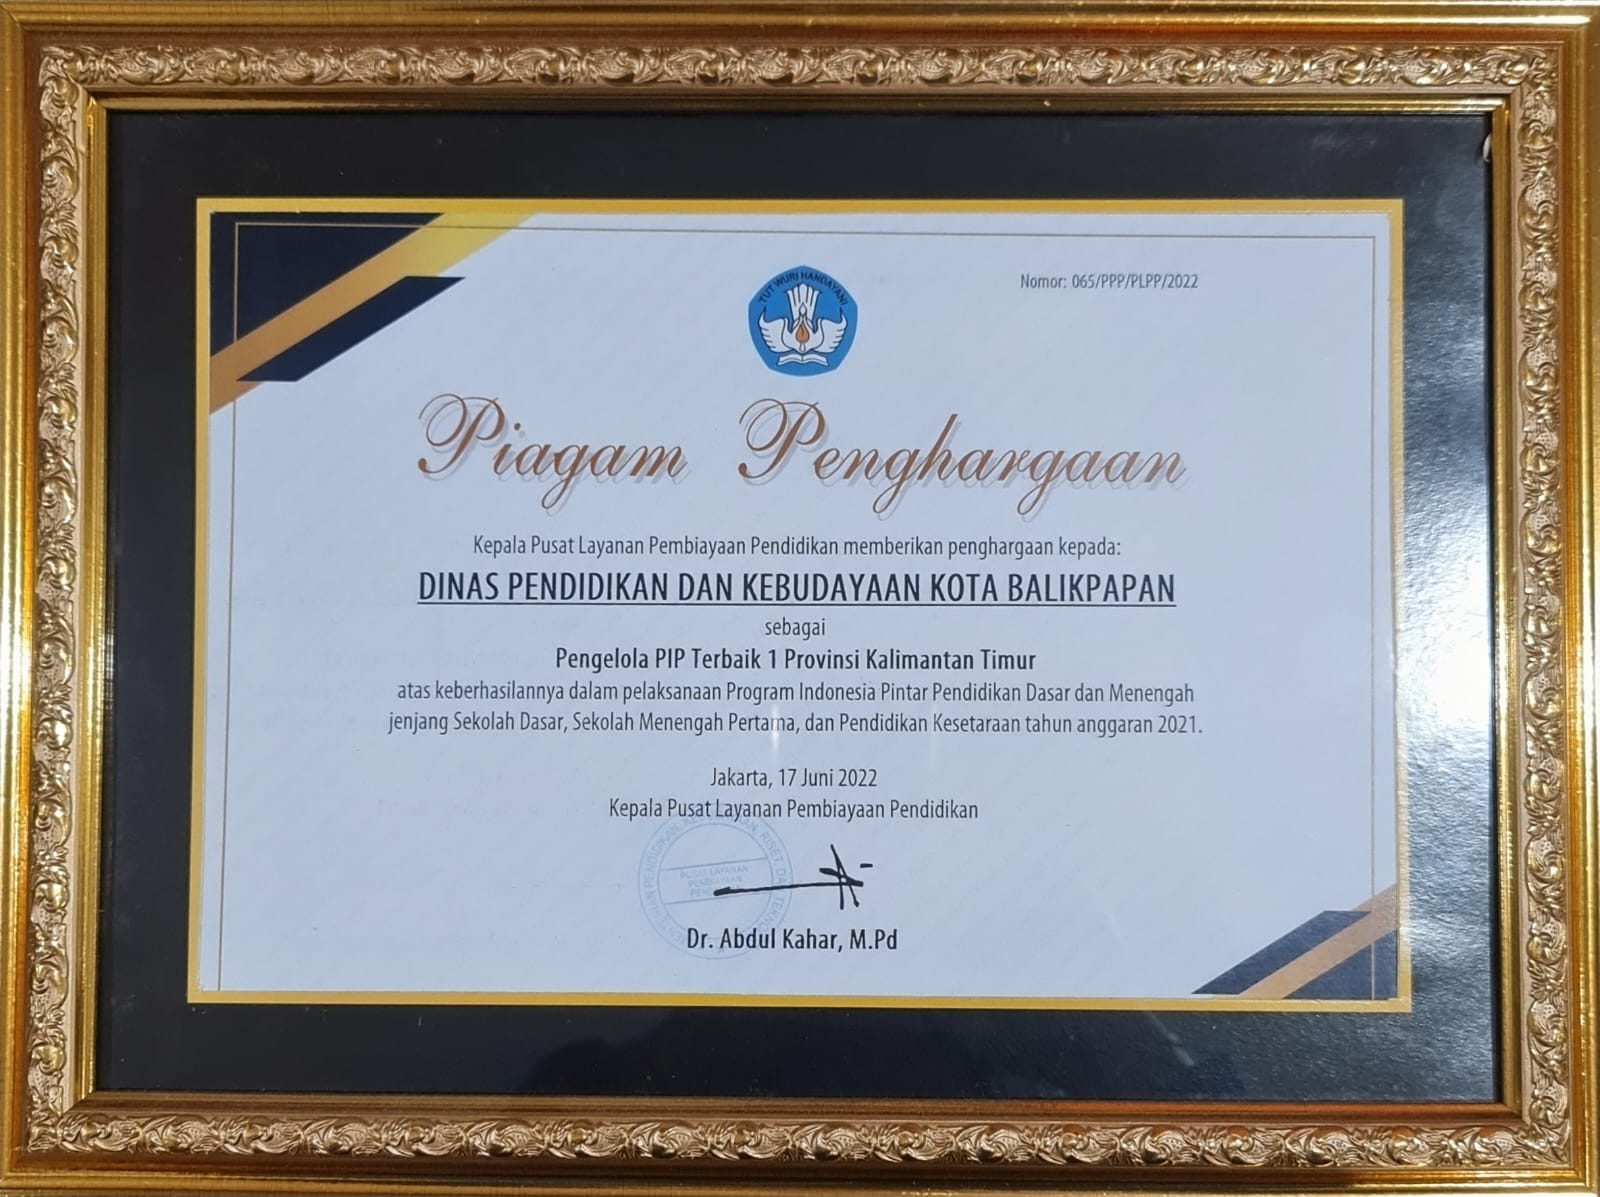 TUT WURI HANDAYANI
Nomor: 065/PPP/PLPP/2022
Piagam Penghargaan
Kepala Pusat Layanan Pembiayaan Pendidikan memberikan penghargaan kepada:
DINAS PENDIDIKAN DAN KEBUDAYAAN KOTA BALIKPAPAN
sebagai
Pengelola PIP Terbaik 1 Provinsi Kalimantan Timur
atas keberhasilannya dalam pelaksanaan Program Indonesia Pintar Pendidikan Dasar dan Menengah
jenjang Sekolah Dasar, Sekolah Menengah Pertama, dan Pendidikan Kesetaraan tahun anggaran 2021.
Jakarta, 17 Juni 2022
Kepala Pusat Layanan Pembiayaan Pendidikan
PUSAT LAYANAN
PEMBIAYAAN
Dr. Abdul Kahar, M.Pd